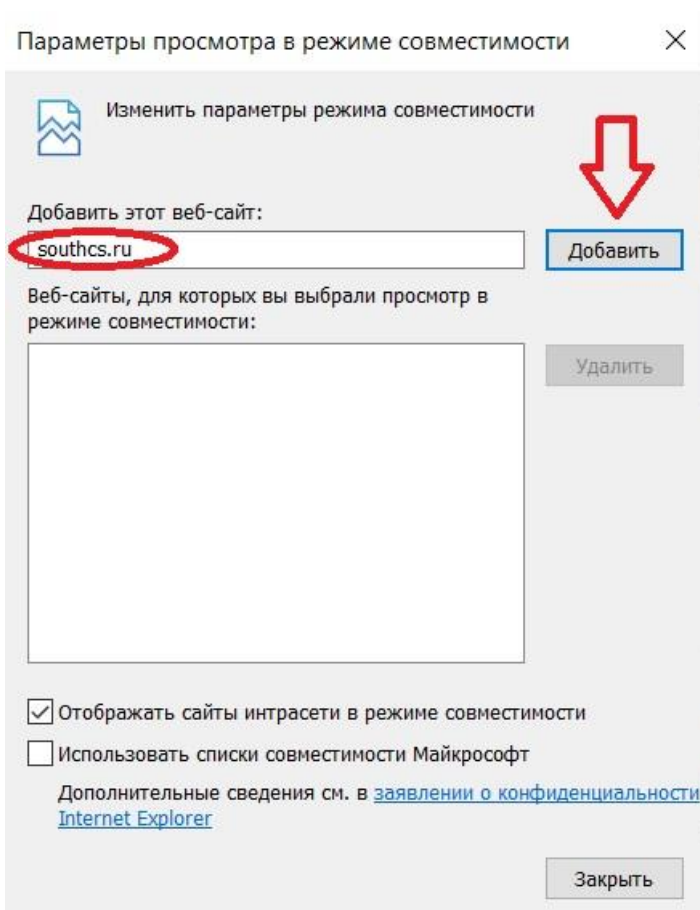 Параметры просмотра в режиме совместимости
Изменить параметры режима совместимости
Добавить этот веб-сайт:
southcs.ru
Добавить
Веб-сайты, для которых вы выбрали просмотр в
режиме совместимости:
Удалить
Отображать сайты интрасети в режиме совместимости
Использовать списки совместимости Майкрософт
Дополнительные сведения см. в заявлении о конфиденциальности
Internet Explorer
Закрыть